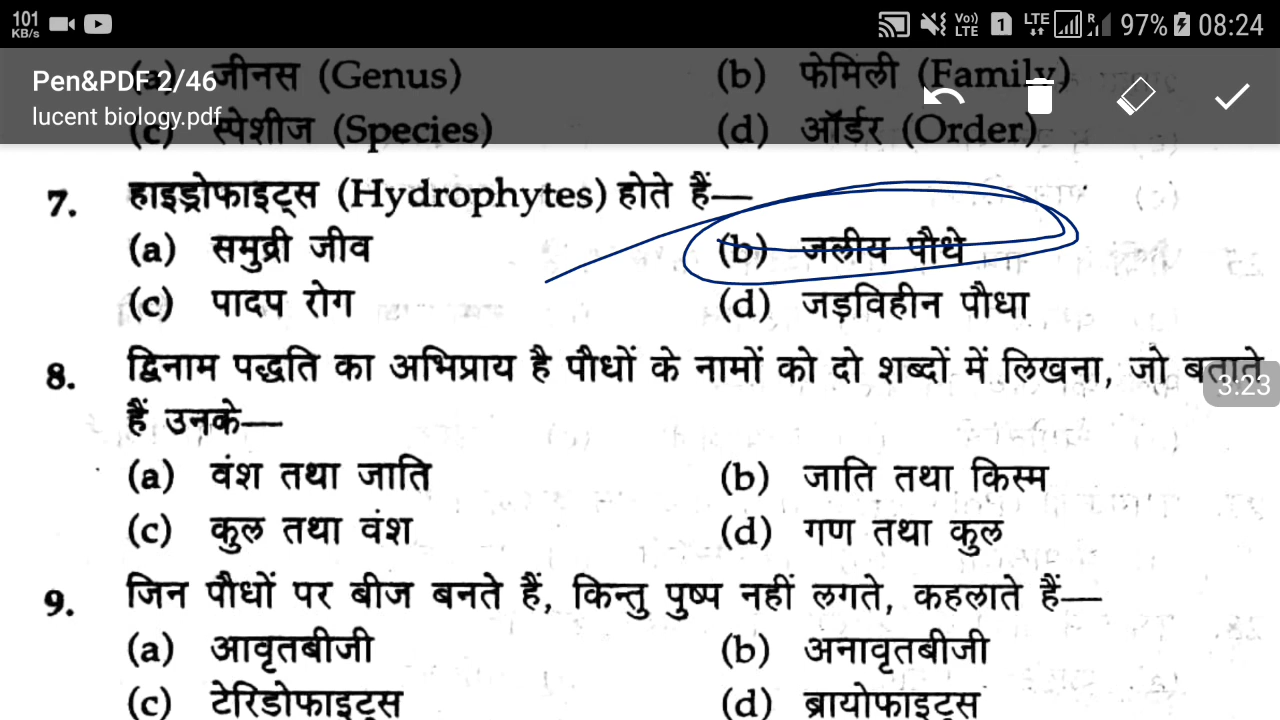 101 KB/s Vo) LTE 1 LTE R 97% 08:24
Pen&PDF 2/46
lucent biology.pdf
(a) जीनस (Genus) (b) फेमिली (Family)
(c) स्पेशीज (Species) (d) ऑर्डर (Order)
7. हाइड्रोफाइट्स (Hydrophytes) होते हैं—
(a) समुद्री जीव (b) जलीय पौधे
(c) पादप रोग (d) जड़विहीन पौधा
8. द्विनाम पद्धति का अभिप्राय है पौधों के नामों को दो शब्दों में लिखना, जो बताते
3:23
हैं उनके—
(a) वंश तथा जाति (b) जाति तथा किस्म
(c) कुल तथा वंश (d) गण तथा कुल
9. जिन पौधों पर बीज बनते हैं, किन्तु पुष्प नहीं लगते, कहलाते हैं—
(a) आवृतबीजी (b) अनावृतबीजी
(c) टेरिडोफाइट्स (d) ब्रायोफाइट्स